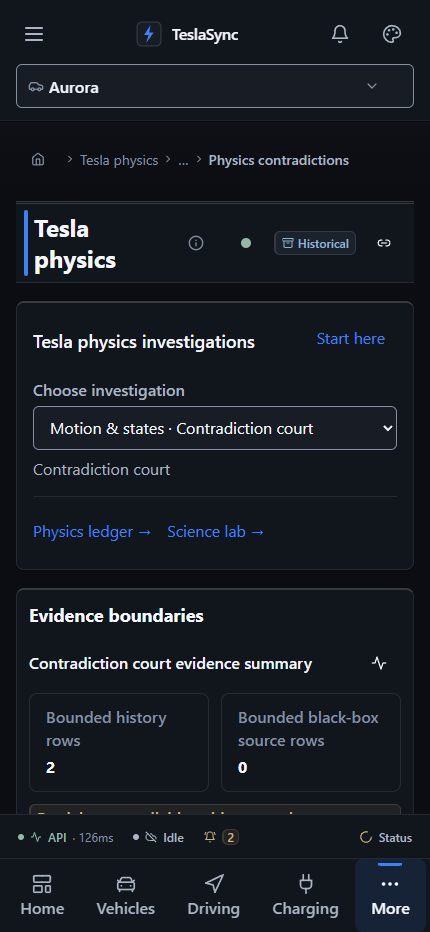 TeslaSync
Aurora
Tesla physics
...
Physics contradictions
Tesla
physics
Historical
Tesla physics investigations
Start here
Choose investigation
Motion & states · Contradiction court
Contradiction court
Physics ledger →
Science lab →
Evidence boundaries
Contradiction court evidence summary
Bounded history
rows
2
Bounded black-box
source rows
0
API · 126ms
Idle
2
Status
Home
Vehicles
Driving
Charging
More